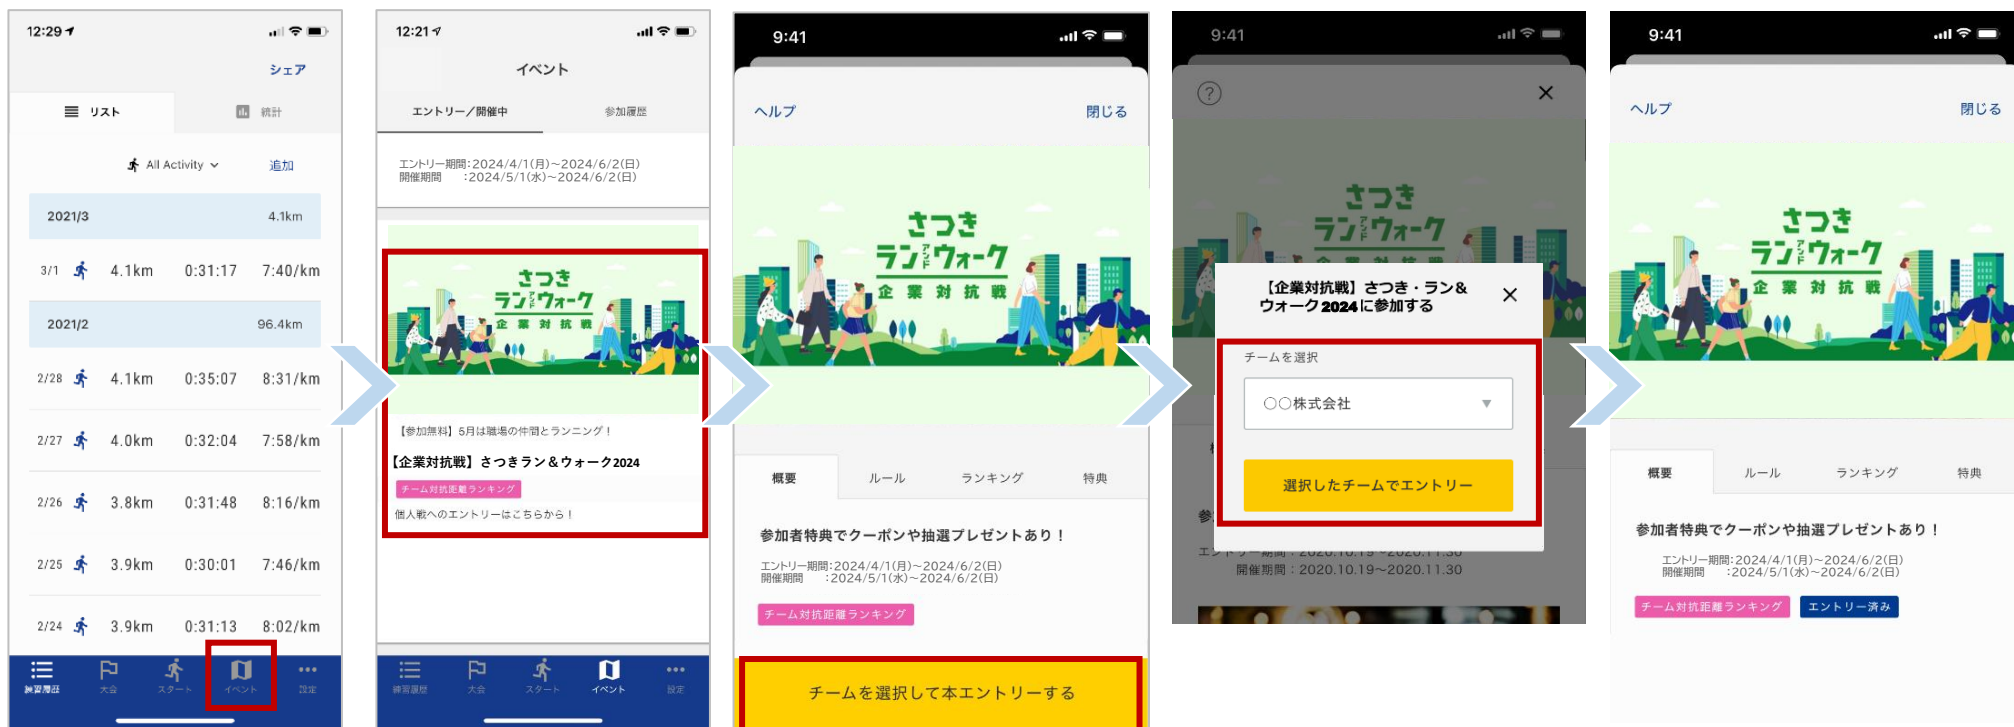 12:29
シェア
リスト
統計
All Activity
追加
2021/3 4.1km
3/1 4.1km 0:31:17 7:40/km
2021/2 96.4km
2/28 4.1km 0:35:07 8:31/km
2/27 4.0km 0:32:04 7:58/km
2/26 3.8km 0:31:48 8:16/km
2/25 3.9km 0:30:01 7:46/km
2/24 3.9km 0:31:13 8:02/km
練習履歴 大会 スタート イベント 設定
12:21
イベント
エントリー/開催中 参加履歴
エントリー期間:2024/4/1(月)~2024/6/2(日)
開催期間 :2024/5/1(水)~2024/6/2(日)
さつき
ランアンドウォーク
企業対抗戦
【参加無料】5月は職場の仲間とランニング!
【企業対抗戦】さつきラン&ウォーク2024
チーム対抗距離ランキング
個人戦へのエントリーはこちらから!
練習履歴 大会 スタート イベント 設定
9:41
ヘルプ 閉じる
さつき
ランアンドウォーク
企業対抗戦
概要 ルール ランキング 特典
参加者特典でクーポンや抽選プレゼントあり!
エントリー期間:2024/4/1(月)~2024/6/2(日)
開催期間 :2024/5/1(水)~2024/6/2(日)
チーム対抗距離ランキング
チームを選択して本エントリーする
9:41
?
さつき
ランアンドウォーク
【企業対抗戦】さつき・ラン&
ウォーク2024に参加する
チームを選択
○○株式会社
選択したチームでエントリー
参
エントリー期間:2020.10.19~2020.11.30
開催期間:2020.10.19~2020.11.30
9:41
ヘルプ 閉じる
さつき
ランアンドウォーク
企業対抗戦
概要 ルール ランキング 特典
参加者特典でクーポンや抽選プレゼントあり!
エントリー期間:2024/4/1(月)~2024/6/2(日)
開催期間 :2024/5/1(水)~2024/6/2(日)
チーム対抗距離ランキング エントリー済み